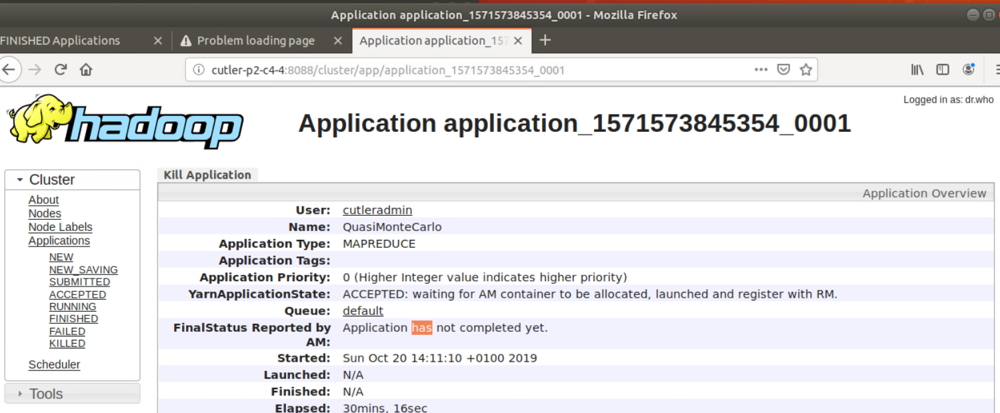 Application application_1571573845354_0001 - Mozilla Firefox
FINISHED Applications
Problem loading page
Application application_157
cutler-p2-c4-4:8088/cluster/app/application_1571573845354_0001
Logged in as: dr.who
hadoop
Application application_1571573845354_0001
Cluster
About
Nodes
Node Labels
Applications
NEW
NEW_SAVING
SUBMITTED
ACCEPTED
RUNNING
FINISHED
FAILED
KILLED
Scheduler
Tools
Kill Application
Application Overview
User: cutleradmin
Name: QuasiMonteCarlo
Application Type: MAPREDUCE
Application Tags:
Application Priority: 0 (Higher Integer value indicates higher priority)
YarnApplicationState: ACCEPTED: waiting for AM container to be allocated, launched and register with RM.
Queue: default
FinalStatus Reported by Application has not completed yet.
AM:
Started: Sun Oct 20 14:11:10 +0100 2019
Launched: N/A
Finished: N/A
Elapsed: 30mins, 16sec